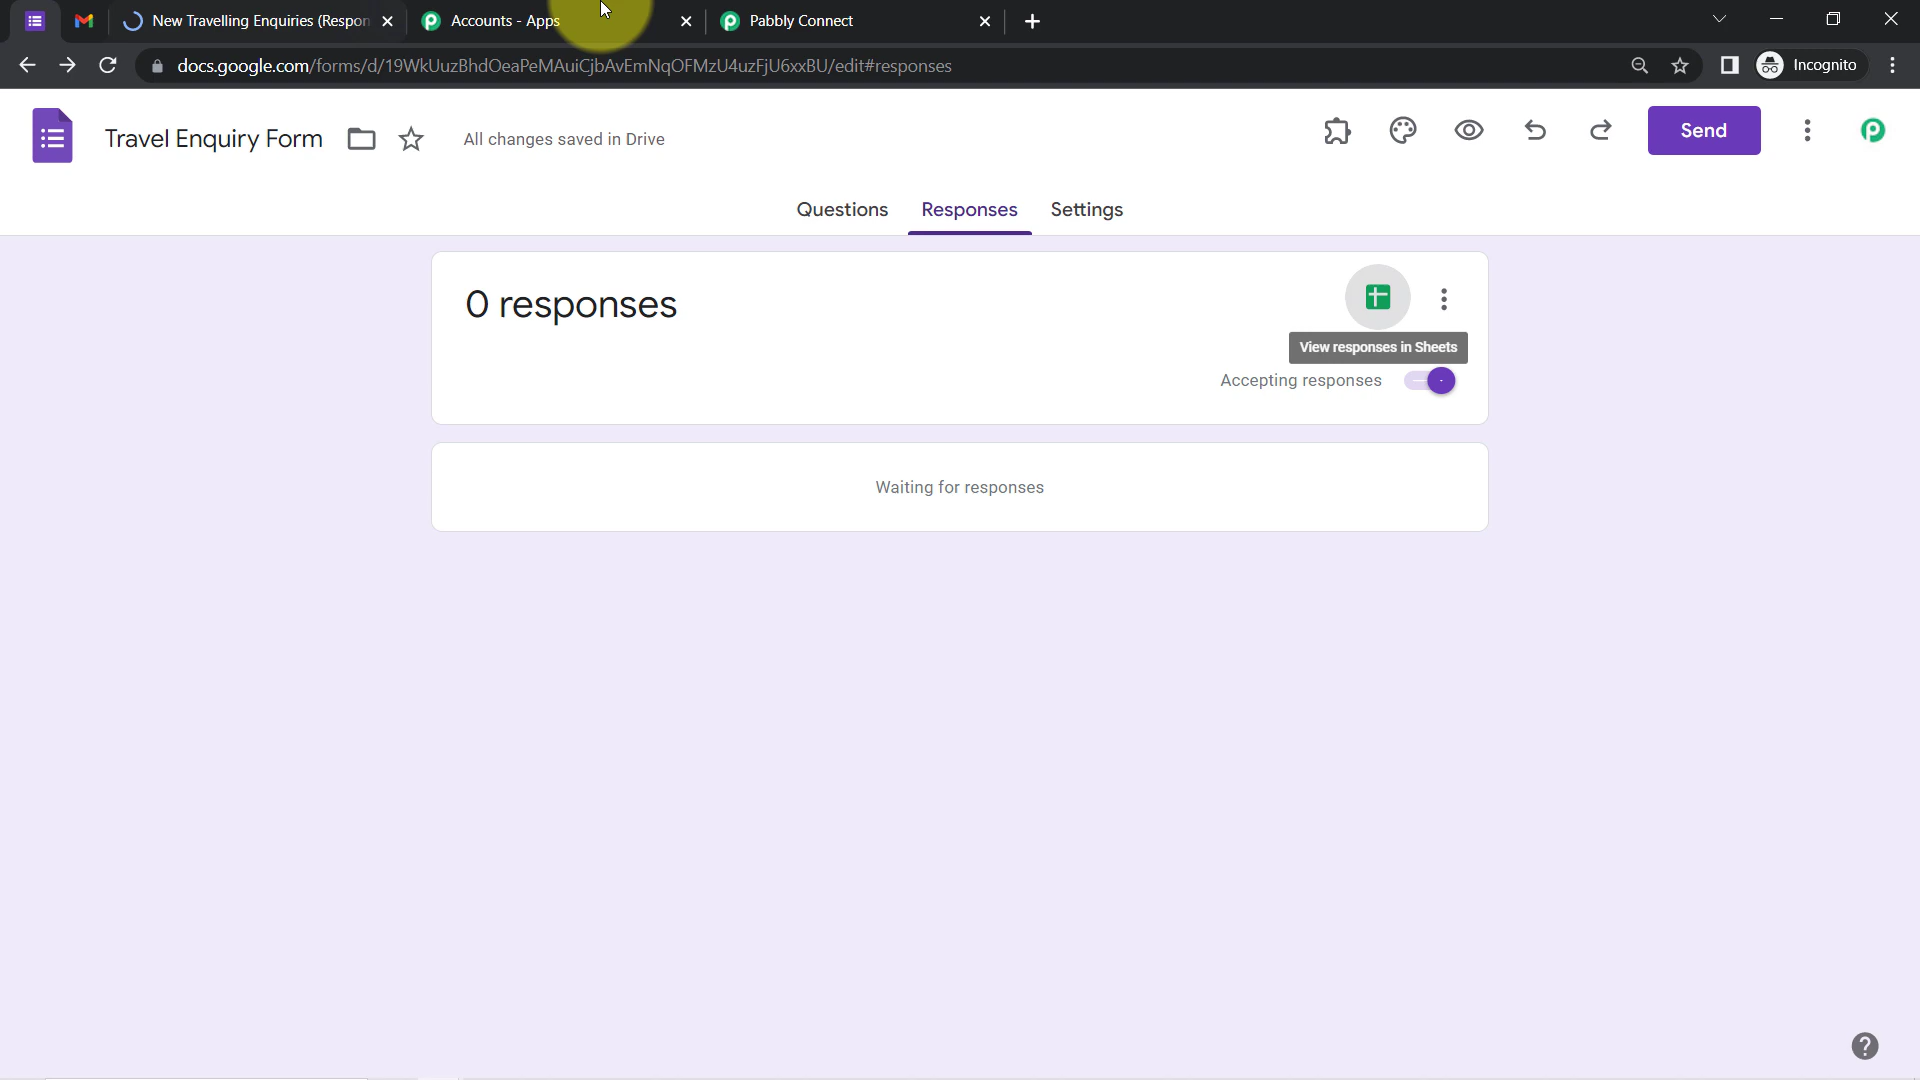 New Travelling Enquiries (Respon
Accounts - Apps
Pabbly Connect
docs.google.com/forms/d/19WkUuzBhdOeaPeMAuiCjbAvEmNqOFMzU4uzFjU6xxBU/edit#responses
Incognito
Travel Enquiry Form
All changes saved in Drive
Send
Questions
Responses
Settings
0 responses
View responses in Sheets
Accepting responses
Waiting for responses